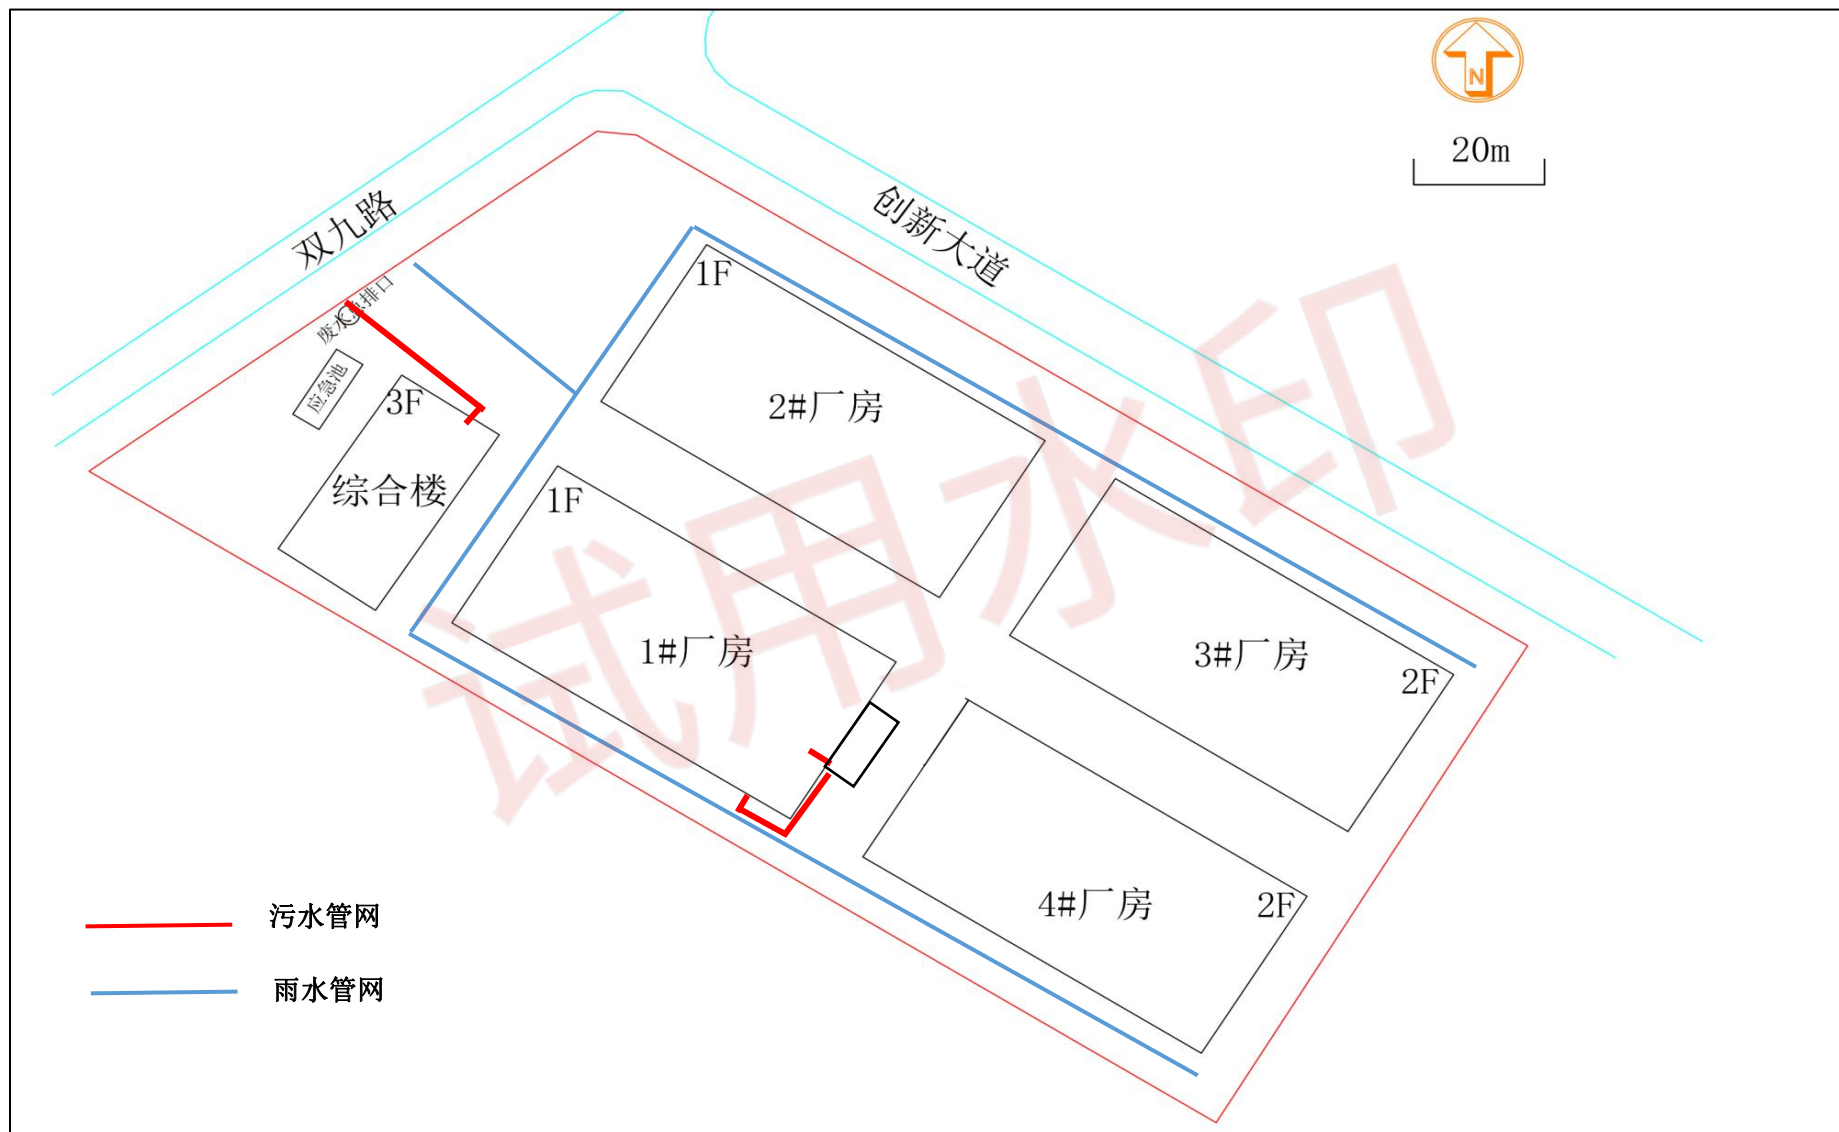 N
20m
双九路
创新大道
废水总排口
应急池
3F
综合楼
1F
2#厂房
1F
1#厂房
3#厂房
2F
4#厂房
2F
试用水印
污水管网
雨水管网